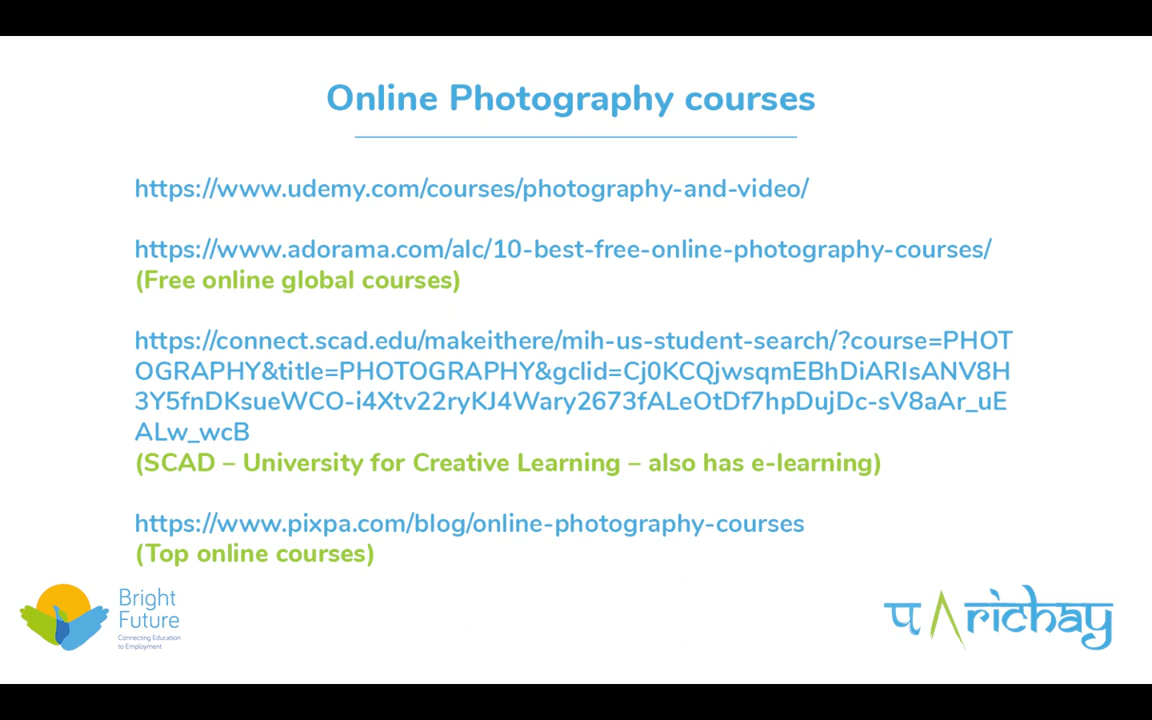 Online Photography courses
https://www.udemy.com/courses/photography-and-video/
https://www.adorama.com/alc/10-best-free-online-photography-courses/
(Free online global courses)
https://connect.scad.edu/makeithere/mih-us-student-search/?course=PHOT
OGRAPHY&title=PHOTOGRAPHY&gclid=Cj0KCQjwsqmEBhDiARIsANV8H
3Y5fnDKsueWCO-i4Xtv22ryKJ4Wary2673fALeOtDf7hpDujDc-sV8aAr_uE
ALw_wcB
(SCAD – University for Creative Learning – also has e-learning)
https://www.pixpa.com/blog/online-photography-courses
(Top online courses)
Bright
Future
Connecting Education
to Employment
पΛrichay